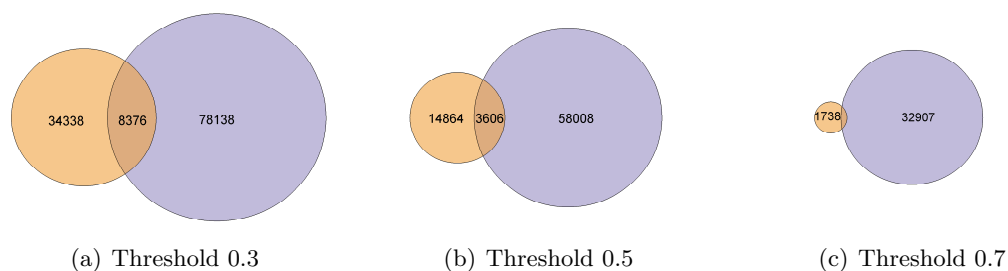 34338 8376 78138
14864 3606 58008
1738 32907
(a) Threshold 0.3
(b) Threshold 0.5
(c) Threshold 0.7